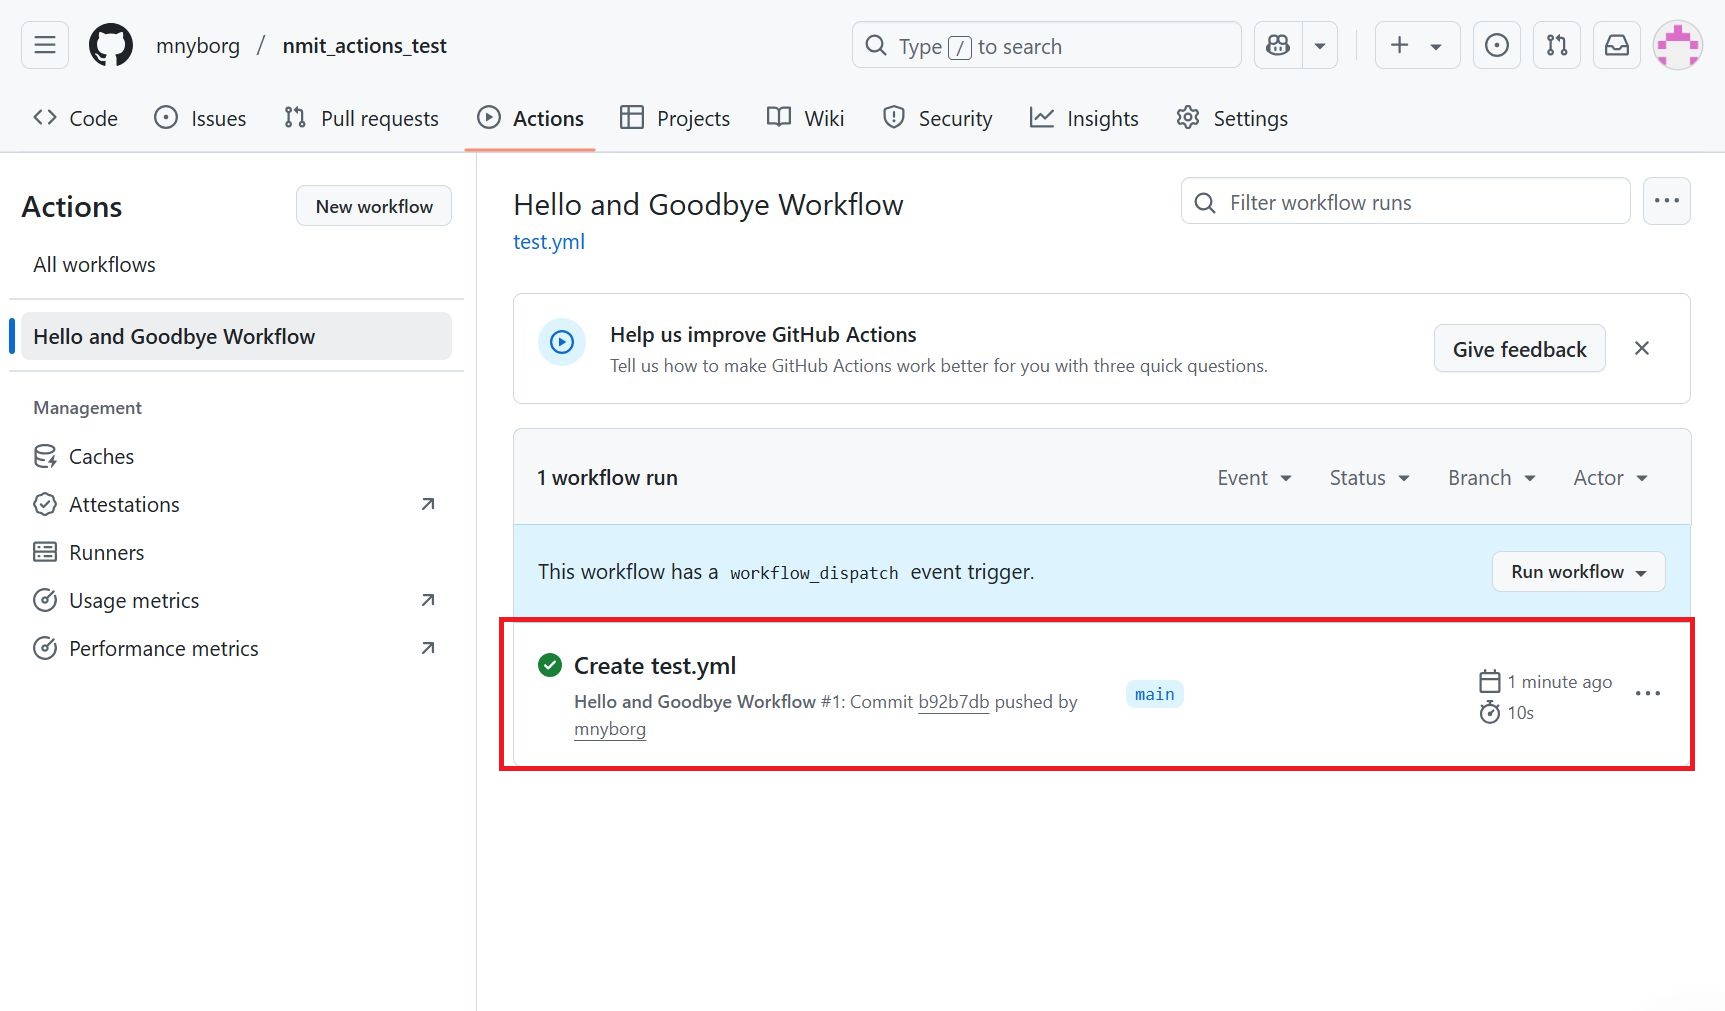 mnyborg / nmit_actions_test
Type / to search
Code Issues Pull requests Actions Projects Wiki Security Insights Settings
Actions
New workflow
All workflows
Hello and Goodbye Workflow
Management
Caches
Attestations
Runners
Usage metrics
Performance metrics
Hello and Goodbye Workflow
test.yml
Filter workflow runs
Help us improve GitHub Actions
Tell us how to make GitHub Actions work better for you with three quick questions.
Give feedback
1 workflow run
Event Status Branch Actor
This workflow has a workflow_dispatch event trigger.
Run workflow
Create test.yml
Hello and Goodbye Workflow #1: Commit b92b7db pushed by
mnyborg
main
1 minute ago
10s